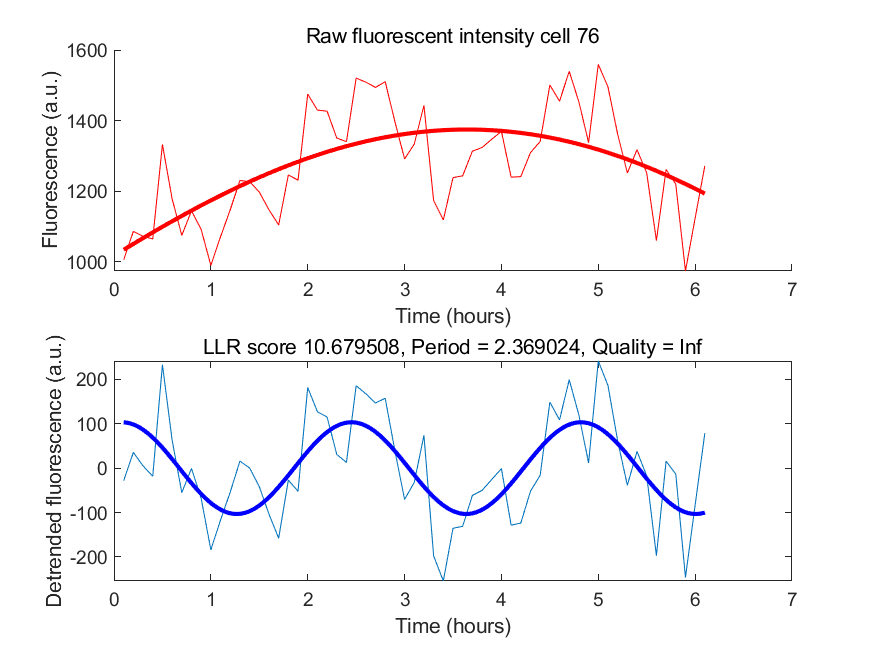 Raw fluorescent intensity cell 76
Fluorescence (a.u.)
1600
1400
1200
1000
0 1 2 3 4 5 6 7
Time (hours)
LLR score 10.679508, Period = 2.369024, Quality = Inf
Detrended fluorescence (a.u.)
200
100
0
-100
-200
0 1 2 3 4 5 6 7
Time (hours)